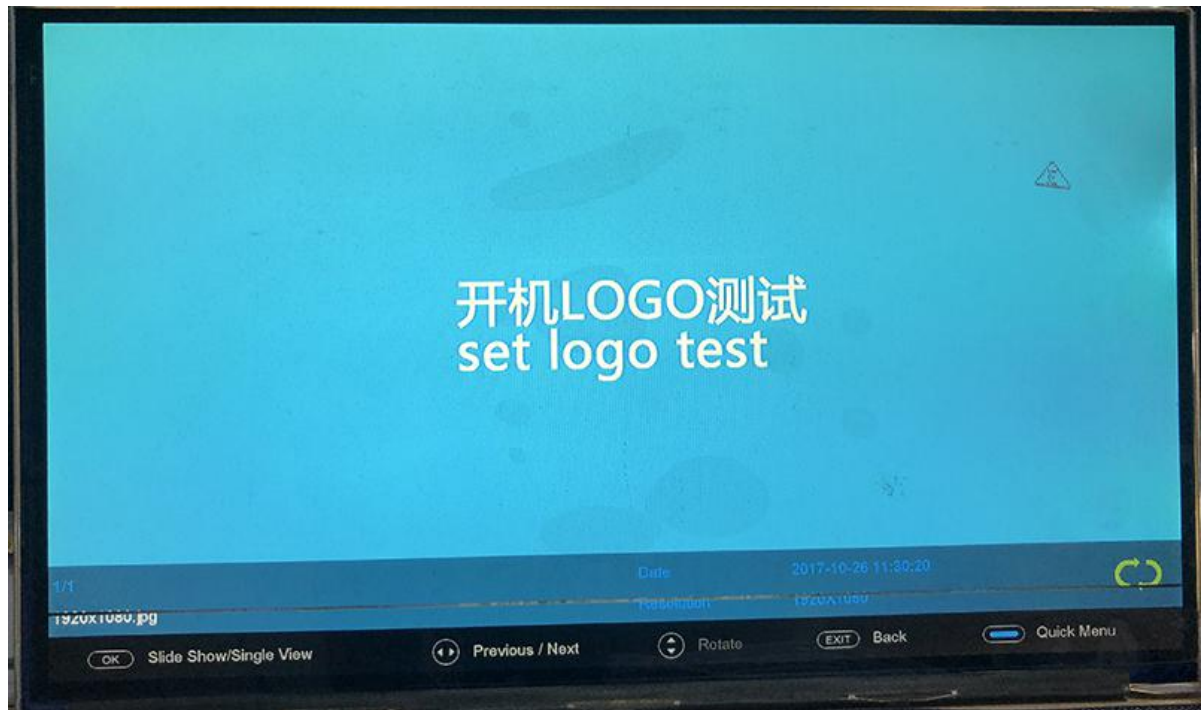 开机LOGO测试
set logo test
1/1
Date 2017-10-26 11:30:20
Resolution 1920X1080
1920x1080.jpg
OK Slide Show/Single View Previous / Next Rotate EXIT Back Quick Menu